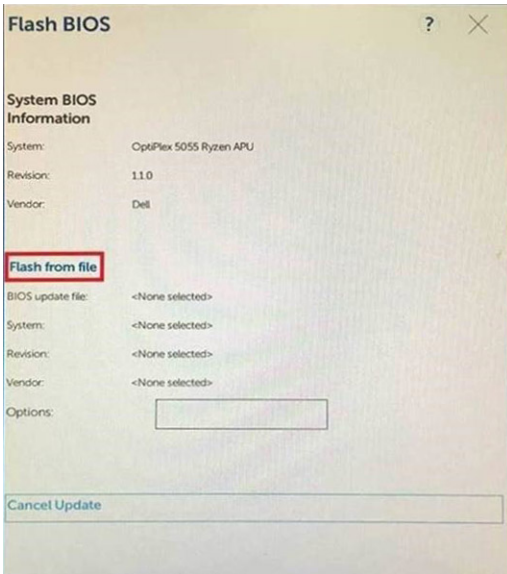 Flash BIOS ?
System BIOS
Information
System: OptiPlex 5055 Ryzen APU
Revision: 1.1.0
Vendor: Dell
Flash from file
BIOS update file: <None selected>
System: <None selected>
Revision: <None selected>
Vendor: <None selected>
Options:
Cancel Update